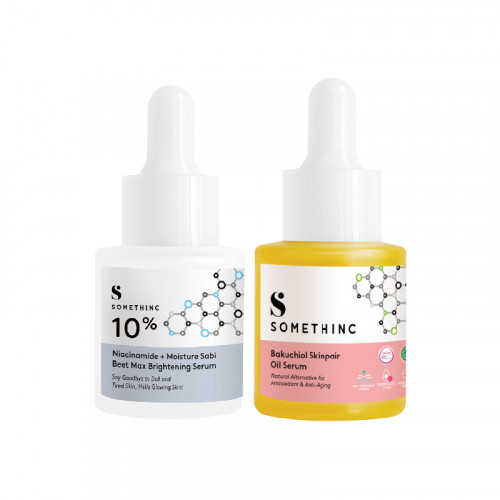 S
SOMETHINC
10%
Niacinamide + Moisture Sabi
Beet Max Brightening Serum
Say Goodbye to Dull and
Tired Skin, Hello Glowing Skin!
S
SOMETHINC
Bakuchiol Skinpair
Oil Serum
Natural Alternative for
Antioxidant & Anti-Aging